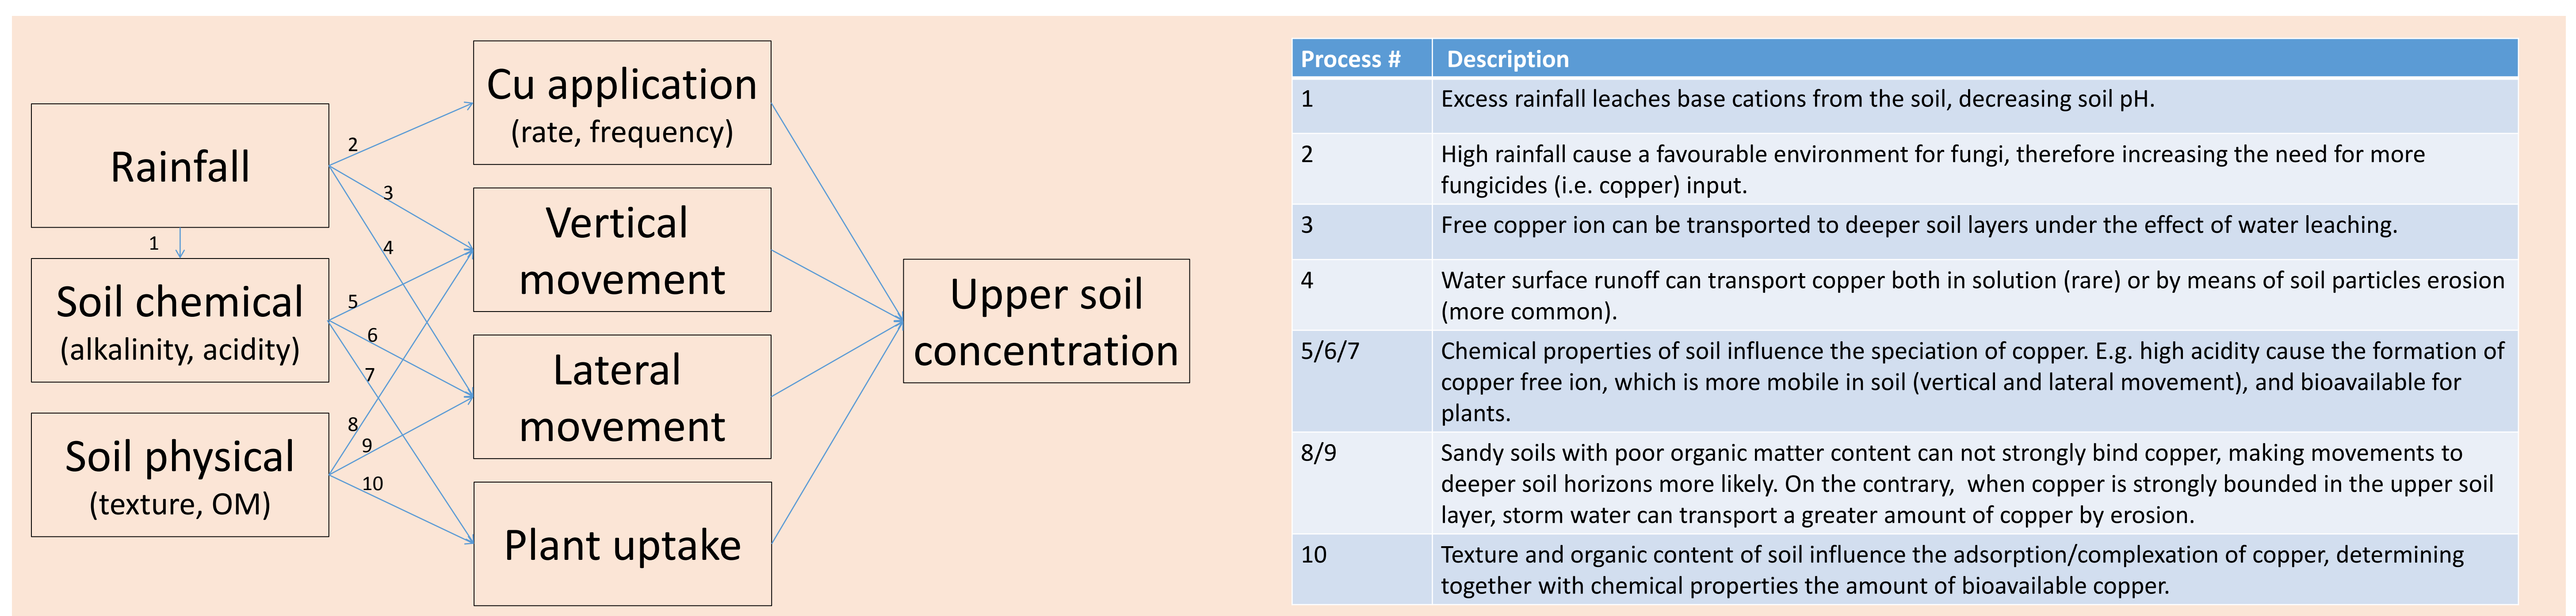 Rainfall
1
Soil chemical
(alkalinity, acidity)
Soil physical
(texture, OM)
2
3
4
5
6
7
8
9
10
Cu application
(rate, frequency)
Vertical
movement
Lateral
movement
Plant uptake
Upper soil
concentration
Process # Description
1 Excess rainfall leaches base cations from the soil, decreasing soil pH.
2 High rainfall cause a favourable environment for fungi, therefore increasing the need for more
fungicides (i.e. copper) input.
3 Free copper ion can be transported to deeper soil layers under the effect of water leaching.
4 Water surface runoff can transport copper both in solution (rare) or by means of soil particles erosion
(more common).
5/6/7 Chemical properties of soil influence the speciation of copper. E.g. high acidity cause the formation of
copper free ion, which is more mobile in soil (vertical and lateral movement), and bioavailable for
plants.
8/9 Sandy soils with poor organic matter content can not strongly bind copper, making movements to
deeper soil horizons more likely. On the contrary, when copper is strongly bounded in the upper soil
layer, storm water can transport a greater amount of copper by erosion.
10 Texture and organic content of soil influence the adsorption/complexation of copper, determining
together with chemical properties the amount of bioavailable copper.